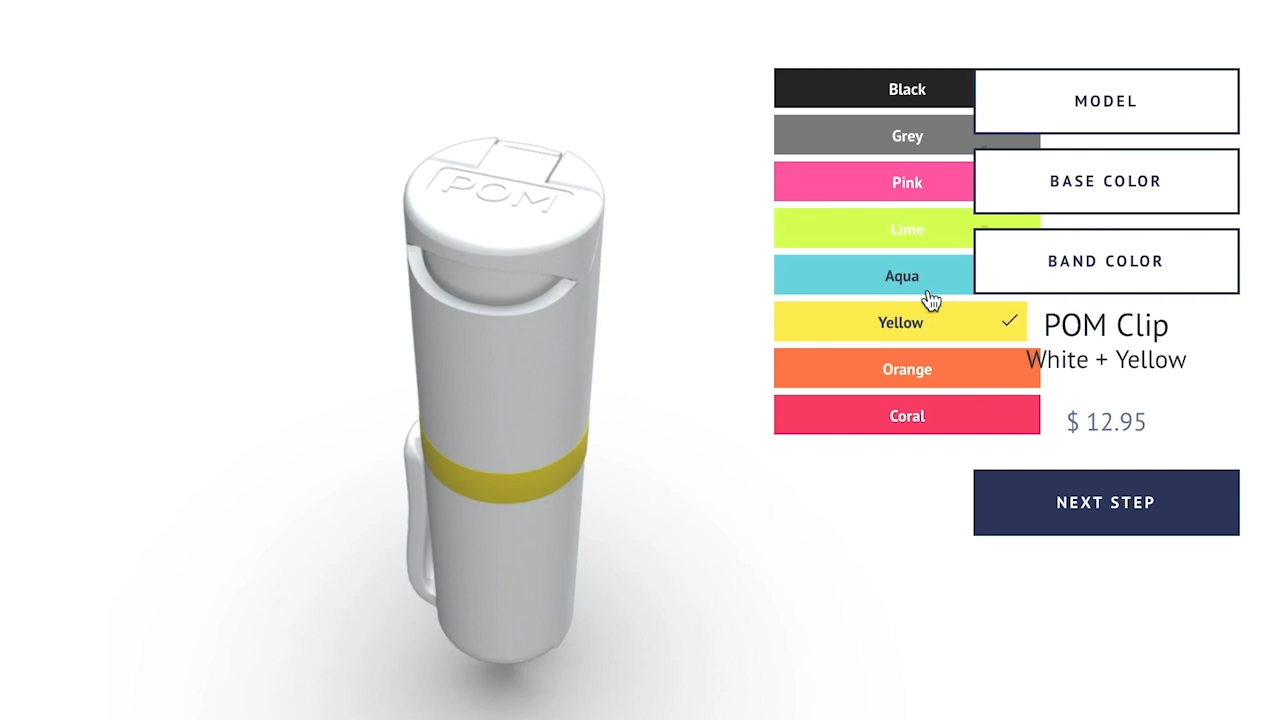 POM
Black
Grey
Pink
Lime
Aqua
Yellow
Orange
Coral
MODEL
BASE COLOR
BAND COLOR
POM Clip
White + Yellow
$ 12.95
NEXT STEP